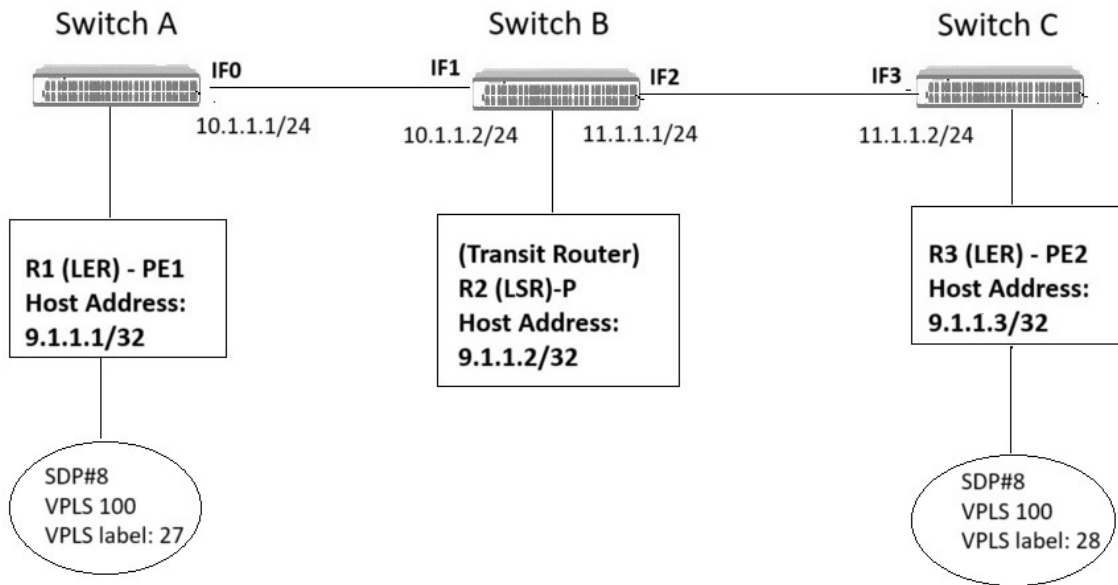 Switch A
Switch B
Switch C
IF0
IF1
IF2
IF3
10.1.1.1/24
10.1.1.2/24
11.1.1.1/24
11.1.1.2/24
R1 (LER) - PE1
Host Address:
9.1.1.1/32
(Transit Router)
R2 (LSR)-P
Host Address:
9.1.1.2/32
R3 (LER) - PE2
Host Address:
9.1.1.3/32
SDP#8
VPLS 100
VPLS label: 27
SDP#8
VPLS 100
VPLS label: 28